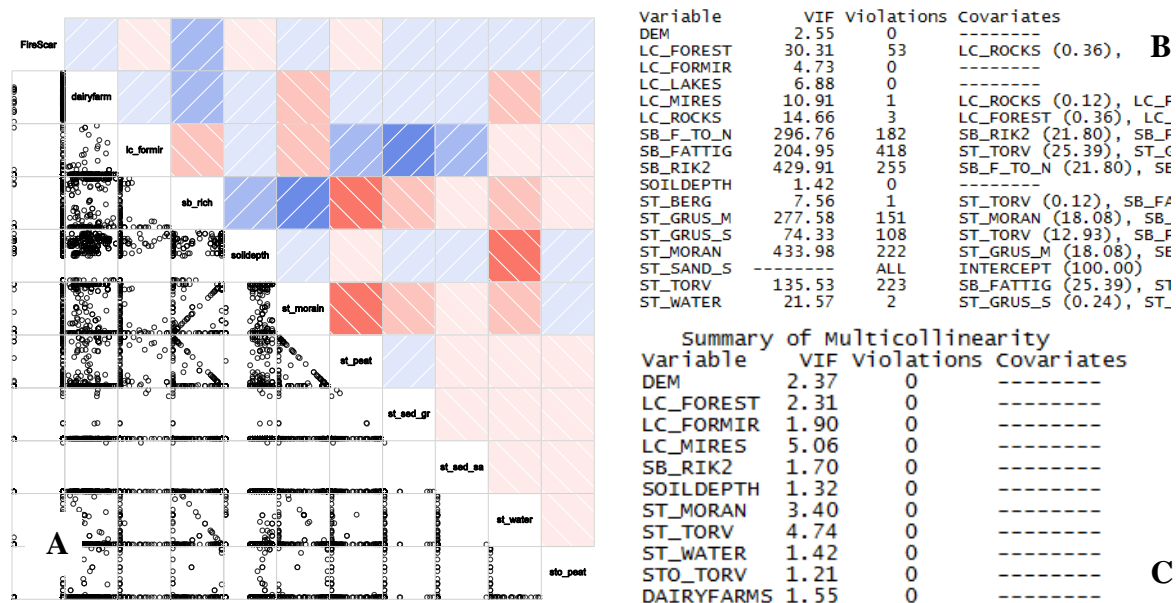 FireScar
dairyfarm
lc_formir
sb_rich
soildepth
st_morain
st_peat
st_sed_gr
st_sed_sa
st_water
sto_peat
A
Variable VIF Violations Covariates
DEM 2.55 0 --------
LC_FOREST 30.31 53 LC_ROCKS (0.36),
LC_FORMIR 4.73 0 --------
LC_LAKES 6.88 0 --------
LC_MIRES 10.91 1 LC_ROCKS (0.12), LC_F
LC_ROCKS 14.66 3 LC_FOREST (0.36), LC_
SB_F_TO_N 296.76 182 SB_RIK2 (21.80), SB_F
SB_FATTIG 204.95 418 ST_TORV (25.39), ST_G
SB_RIK2 429.91 255 SB_F_TO_N (21.80), SE
SOILDEPTH 1.42 0 --------
ST_BERG 7.56 1 ST_TORV (0.12), SB_FA
ST_GRUS_M 277.58 151 ST_MORAN (18.08), SB_
ST_GRUS_S 74.33 108 ST_TORV (12.93), SB_F
ST_MORAN 433.98 222 ST_GRUS_M (18.08), SE
ST_SAND_S -------- ALL INTERCEPT (100.00)
ST_TORV 135.53 223 SB_FATTIG (25.39), ST
ST_WATER 21.57 2 ST_GRUS_S (0.24), ST_
B
Summary of Multicollinearity
Variable VIF Violations Covariates
DEM 2.37 0 --------
LC_FOREST 2.31 0 --------
LC_FORMIR 1.90 0 --------
LC_MIRES 5.06 0 --------
SB_RIK2 1.70 0 --------
SOILDEPTH 1.32 0 --------
ST_MORAN 3.40 0 --------
ST_TORV 4.74 0 --------
ST_WATER 1.42 0 --------
STO_TORV 1.21 0 --------
DAIRYFARMS 1.55 0 --------
C